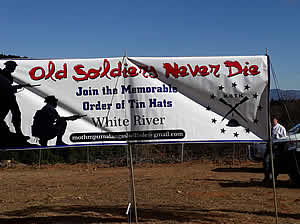 Old Soldiers Never Die
Join the Memorable
Order of Tin Hats
White River